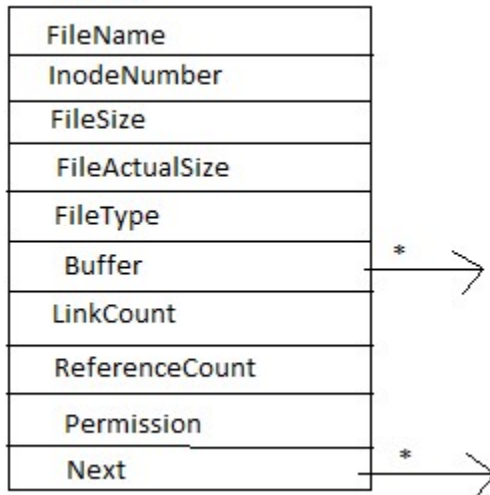 FileName
InodeNumber
FileSize
FileActualSize
FileType
Buffer *
LinkCount
ReferenceCount
Permission
Next *